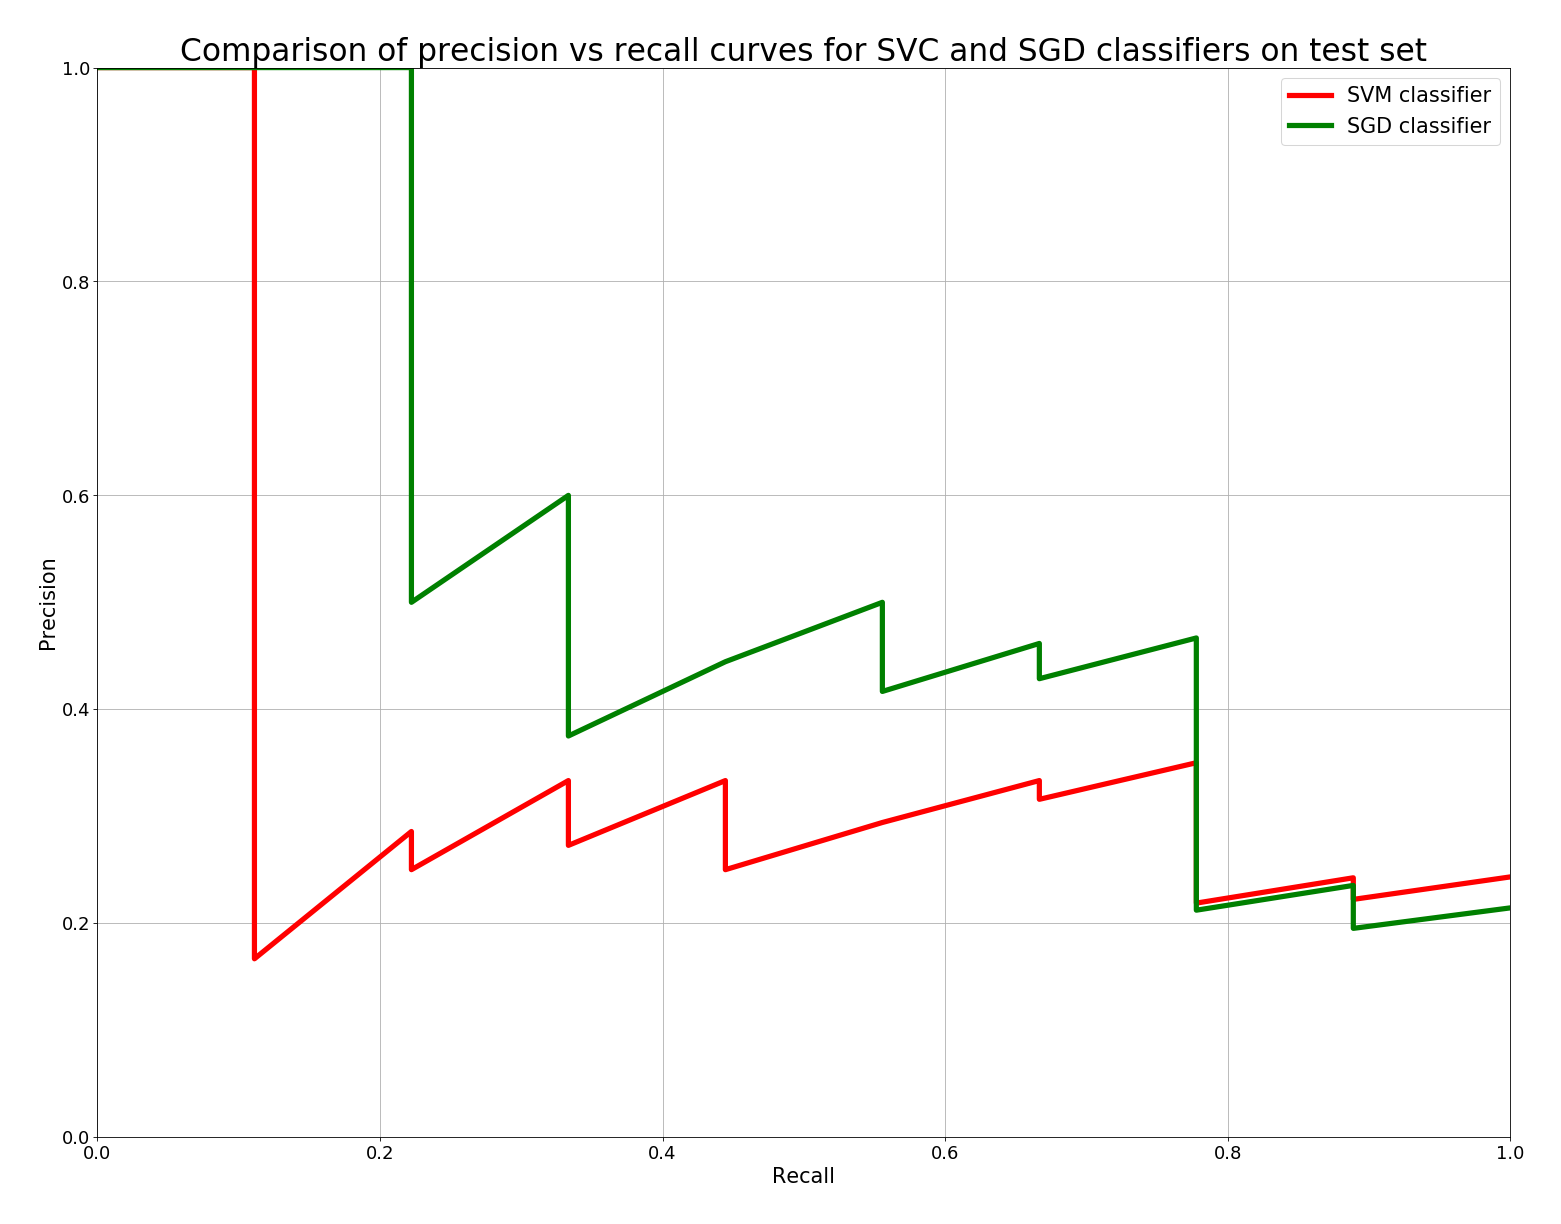 Comparison of precision vs recall curves for SVC and SGD classifiers on test set
SVM classifier
SGD classifier
Precision
1.0
0.8
0.6
0.4
0.2
0.0
0.0 0.2 0.4 0.6 0.8 1.0
Recall